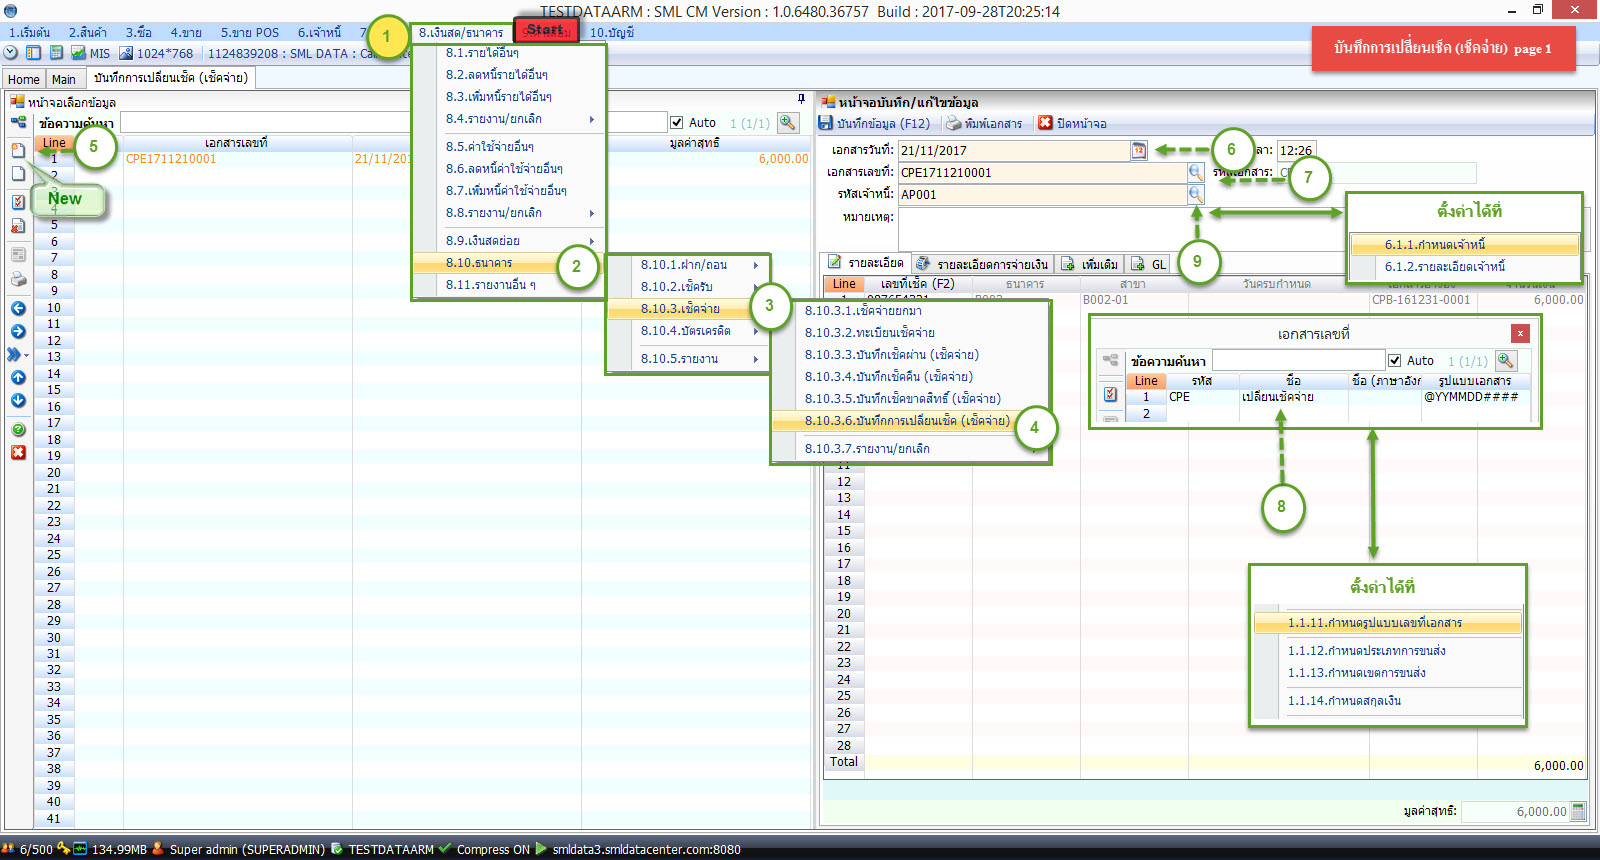 TESTDATAARM : SML CM Version : 1.0.6480.36757 Build : 2017-09-28T20:25:14
1.เริ่มต้น 2.สินค้า 3.ซื้อ 4.ขาย 5.ขาย POS 6.เจ้าหนี้ 7 8.เงินสด/ธนาคาร Start 10.บัญชี
1
MIS 1024*768 1124839208 : SML DATA :
บันทึกการเปลี่ยนเช็ค (เช็คจ่าย) page 1
Home Main บันทึกการเปลี่ยนเช็ค (เช็คจ่าย)
หน้าจอเลือกข้อมูล
ข้อความค้นหา Auto 1 (1/1)
Line เอกสารเลขที่ มูลค่าสุทธิ
1 CPE1711210001 21/11/201 6,000.00
5
New
2
5
6
7
8
9
10
11
12
13
14
15
16
17
18
19
20
21
22
23
24
25
26
27
28
29
30
31
32
33
34
35
36
37
38
39
40
41
8.1.รายได้อื่นๆ
8.2.ลดหนี้รายได้อื่นๆ
8.3.เพิ่มหนี้รายได้อื่นๆ
8.4.รายงาน/ยกเลิก
8.5.ค่าใช้จ่ายอื่นๆ
8.6.ลดหนี้ค่าใช้จ่ายอื่นๆ
8.7.เพิ่มหนี้ค่าใช้จ่ายอื่นๆ
8.8.รายงาน/ยกเลิก
8.9.เงินสดย่อย
8.10.ธนาคาร
8.11.รายงานอื่น ๆ
2
8.10.1.ฝาก/ถอน
8.10.2.เช็ครับ
8.10.3.เช็คจ่าย
8.10.4.บัตรเครดิต
8.10.5.รายงาน
3
8.10.3.1.เช็คจ่ายยกมา
8.10.3.2.ทะเบียนเช็คจ่าย
8.10.3.3.บันทึกเช็คผ่าน (เช็คจ่าย)
8.10.3.4.บันทึกเช็คคืน (เช็คจ่าย)
8.10.3.5.บันทึกเช็คขาดสิทธิ์ (เช็คจ่าย)
8.10.3.6.บันทึกการเปลี่ยนเช็ค (เช็คจ่าย)
8.10.3.7.รายงาน/ยกเลิก
4
หน้าจอบันทึก/แก้ไขข้อมูล
บันทึกข้อมูล (F12) พิมพ์เอกสาร ปิดหน้าจอ
เอกสารวันที่: 21/11/2017 6 12:26
เอกสารเลขที่: CPE1711210001 7 รหัสเอกสาร:
รหัสเจ้าหนี้: AP001
หมายเหตุ:
9
ตั้งค่าได้ที่
6.1.1.กำหนดเจ้าหนี้
6.1.2.รายละเอียดเจ้าหนี้
รายละเอียด รายละเอียดการจ่ายเงิน เพิ่มเติม GL
Line เลขที่เช็ค (F2) ธนาคาร สาขา วันครบกำหนด
B002-01 CPB-161231-0001 6,000.00
เอกสารเลขที่
ข้อความค้นหา Auto 1 (1/1)
Line รหัส ชื่อ ชื่อ (ภาษาอังก รูปแบบเอกสาร
1 CPE เปลี่ยนเช็คจ่าย @YYMMDD####
2
8
ตั้งค่าได้ที่
1.1.11.กำหนดรูปแบบเลขที่เอกสาร
1.1.12.กำหนดประเภทการขนส่ง
1.1.13.กำหนดเขตการขนส่ง
1.1.14.กำหนดสกุลเงิน
12
13
14
15
16
17
18
19
20
21
22
23
24
25
26
27
28
Total 6,000.00
มูลค่าสุทธิ: 6,000.00
6/500 134.99MB Super admin (SUPERADMIN) TESTDATAARM Compress ON smldata3.smldatacenter.com:8080